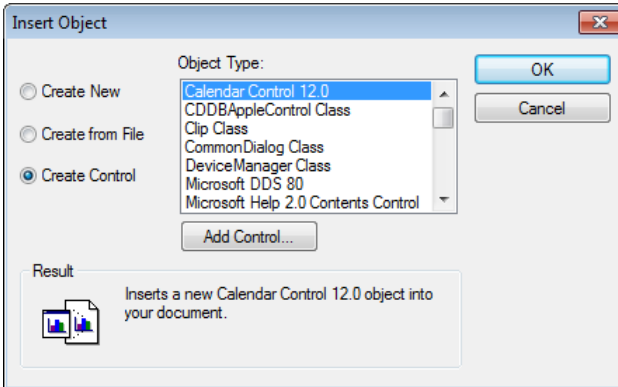 Insert Object
Object Type:
Create New
Create from File
Create Control
Calendar Control 12.0
CDDBAppleControl Class
Clip Class
CommonDialog Class
DeviceManager Class
Microsoft DDS 80
Microsoft Help 2.0 Contents Control
OK
Cancel
Add Control...
Result
Inserts a new Calendar Control 12.0 object into
your document.